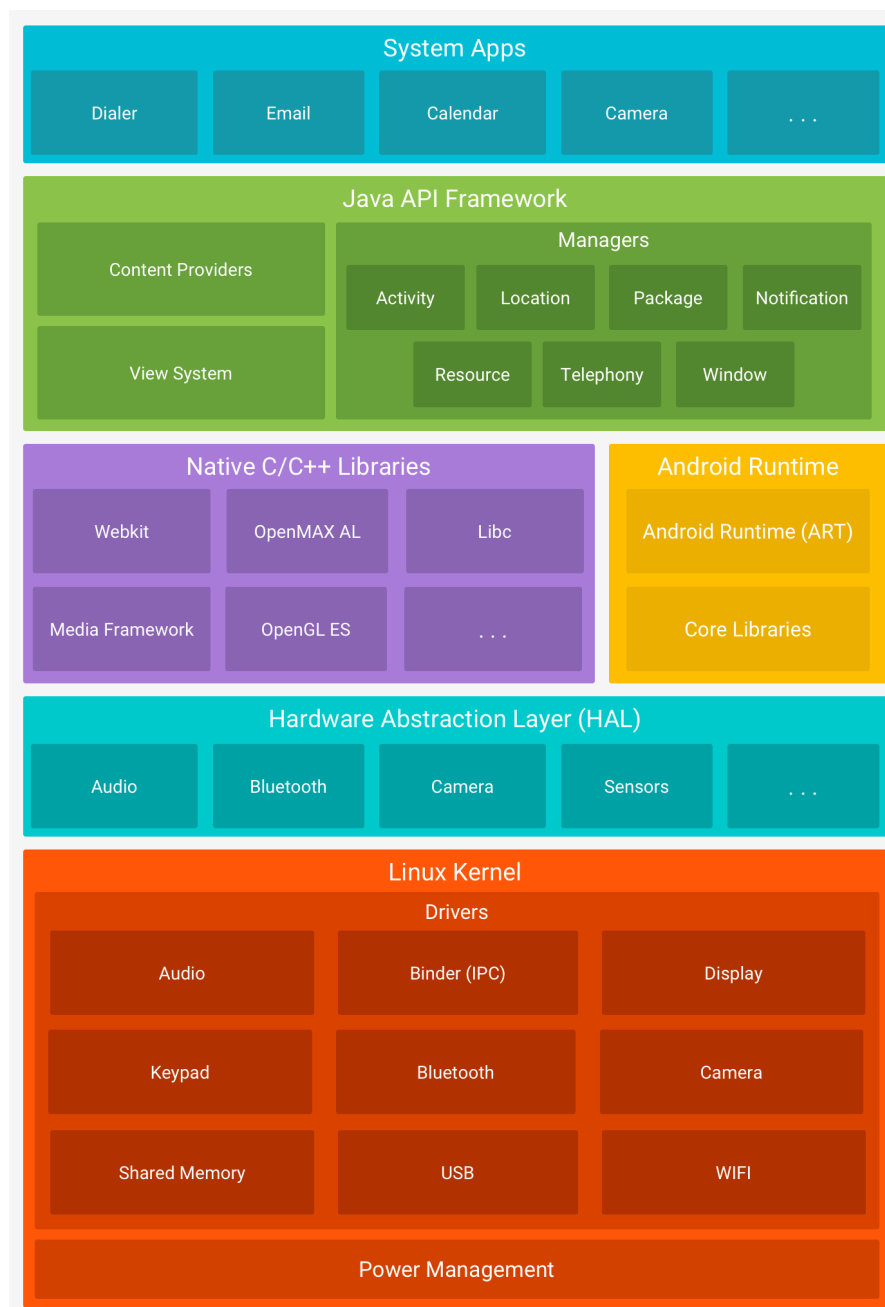 System Apps
Dialer
Email
Calendar
Camera
. . .
Java API Framework
Content Providers
View System
Managers
Activity
Location
Package
Notification
Resource
Telephony
Window
Native C/C++ Libraries
Webkit
OpenMAX AL
Libc
Media Framework
OpenGL ES
. . .
Android Runtime
Android Runtime (ART)
Core Libraries
Hardware Abstraction Layer (HAL)
Audio
Bluetooth
Camera
Sensors
. . .
Linux Kernel
Drivers
Audio
Binder (IPC)
Display
Keypad
Bluetooth
Camera
Shared Memory
USB
WIFI
Power Management